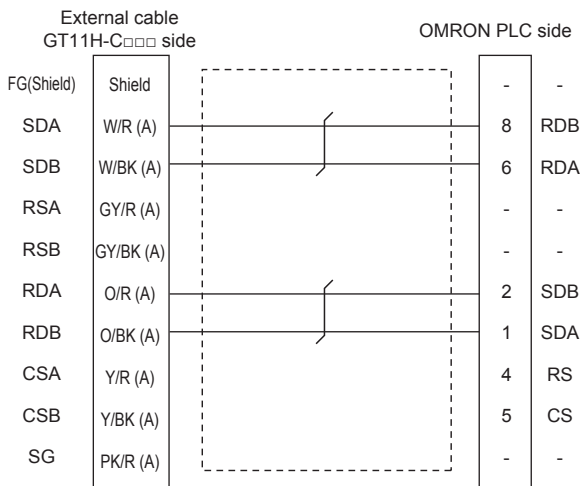 External cable
GT11H-C□□□ side
OMRON PLC side
FG(Shield) Shield - -
SDA W/R (A) 8 RDB
SDB W/BK (A) 6 RDA
RSA GY/R (A) - -
RSB GY/BK (A) - -
RDA O/R (A) 2 SDB
RDB O/BK (A) 1 SDA
CSA Y/R (A) 4 RS
CSB Y/BK (A) 5 CS
SG PK/R (A) - -